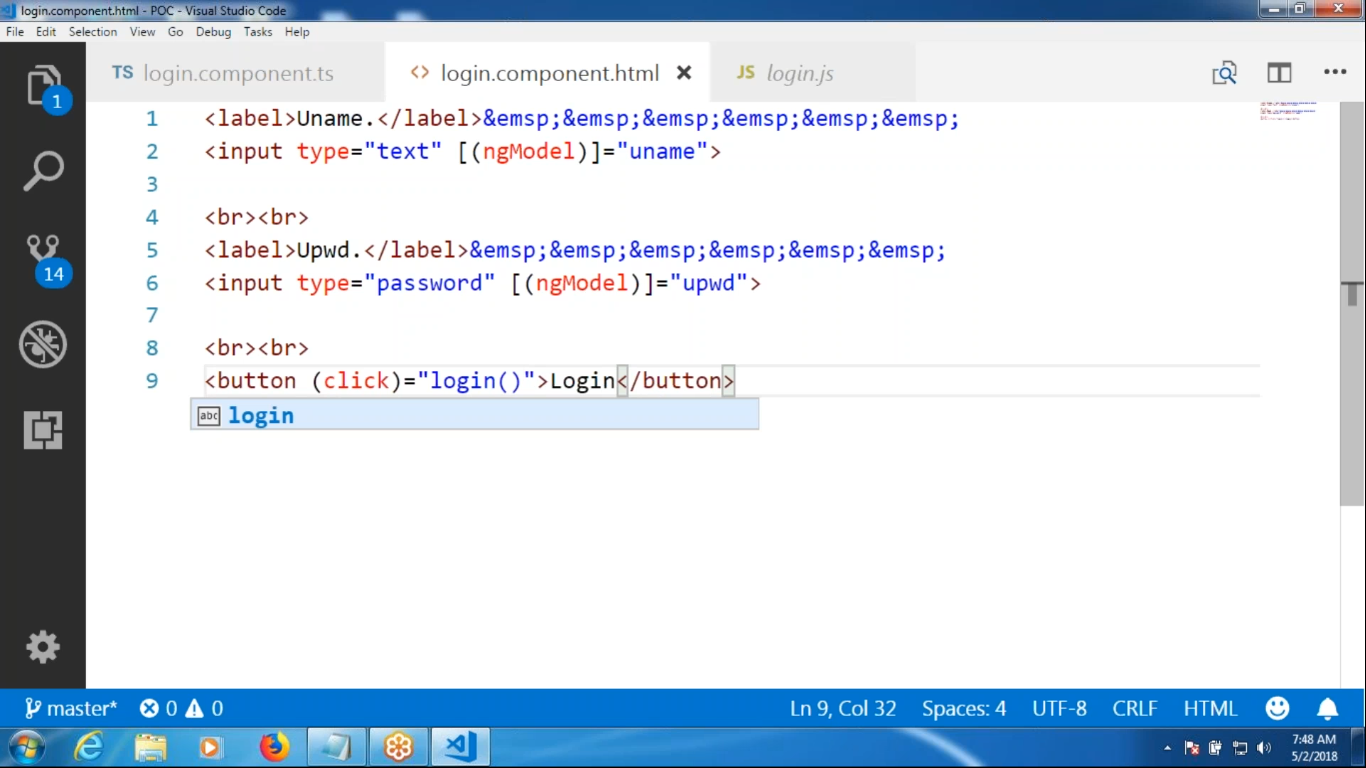 login.component.html - POC - Visual Studio Code
File Edit Selection View Go Debug Tasks Help
TS login.component.ts <> login.component.html JS login.js
1
1 <label>Uname.</label>&emsp;&emsp;&emsp;&emsp;&emsp;&emsp;
2 <input type="text" [(ngModel)]="uname">
3
4 <br><br>
5 <label>Upwd.</label>&emsp;&emsp;&emsp;&emsp;&emsp;&emsp;
14
6 <input type="password" [(ngModel)]="upwd">
7
8 <br><br>
9 <button (click)="login()">Login</button>
abc login
master* 0 0 Ln 9, Col 32 Spaces: 4 UTF-8 CRLF HTML
7:48 AM
5/2/2018